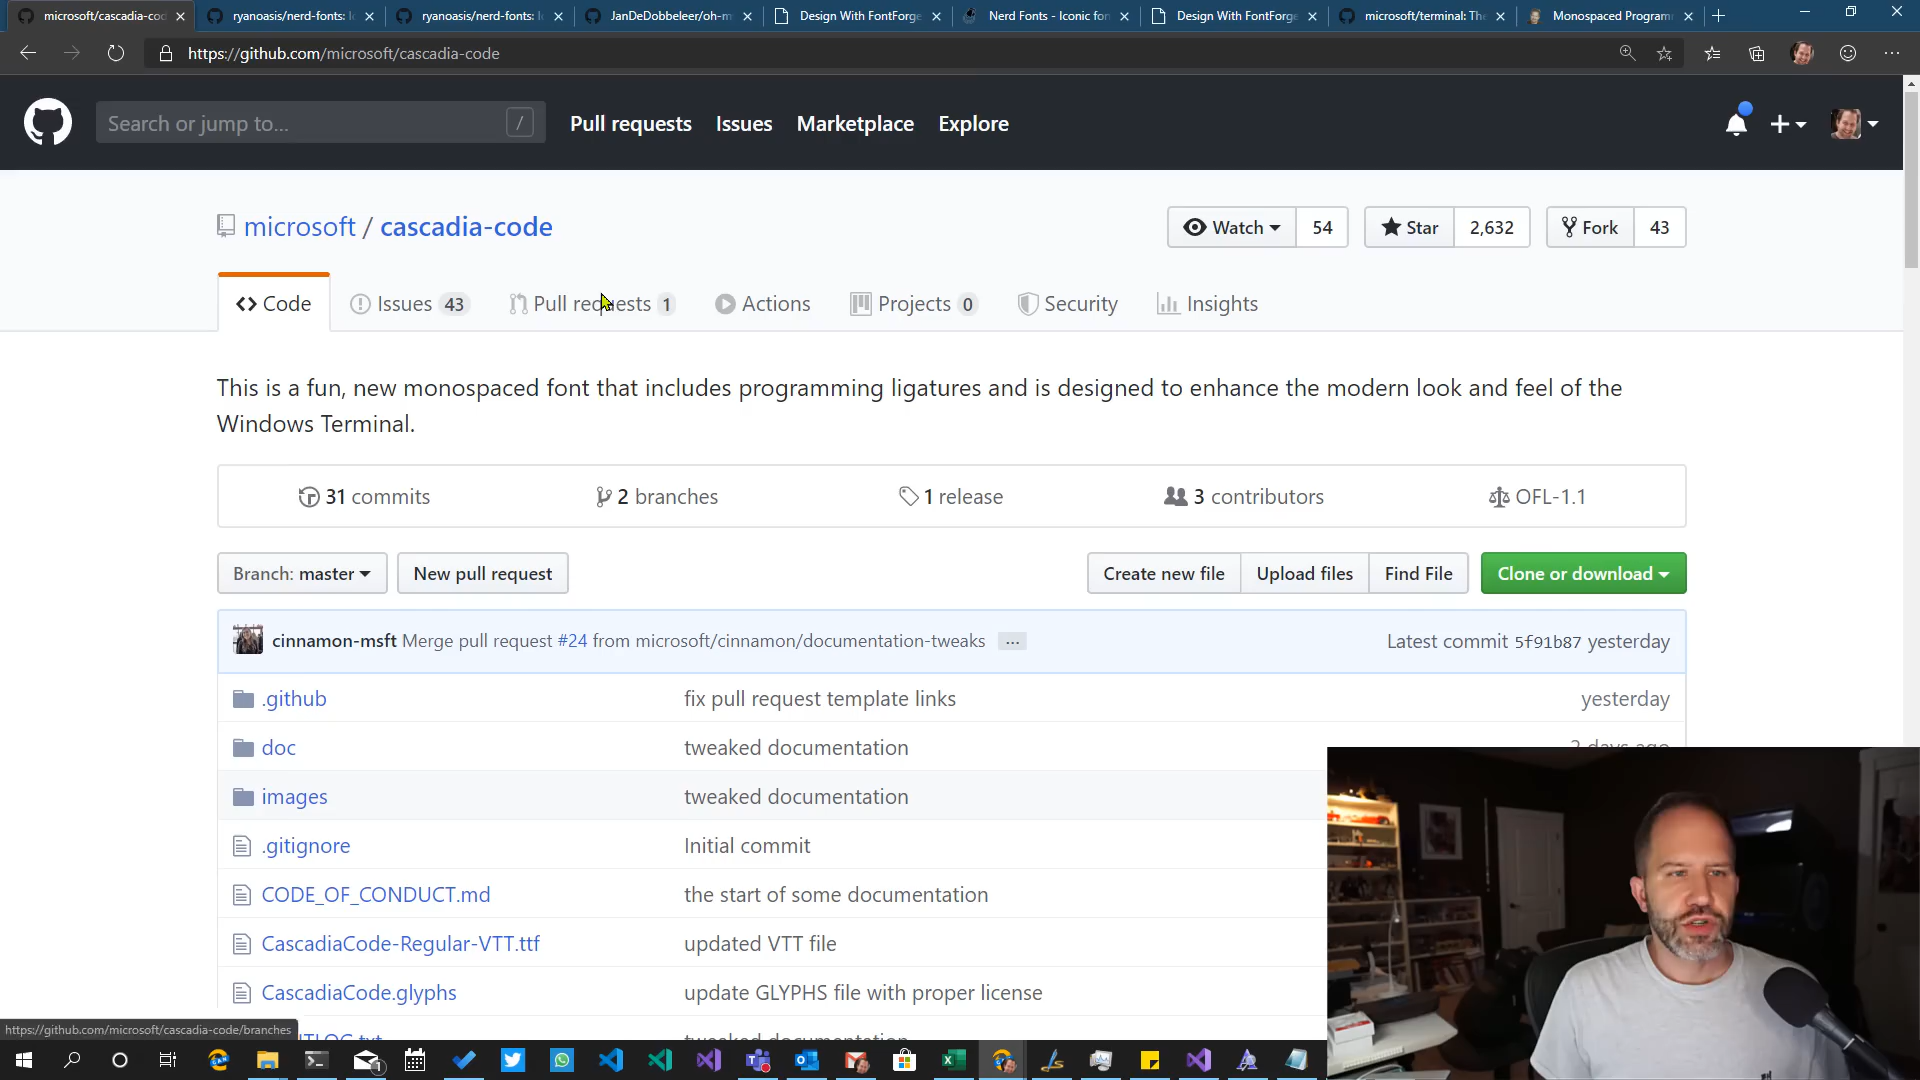 microsoft/cascadia-cod
ryanoasis/nerd-fonts: I
ryanoasis/nerd-fonts: I
JanDeDobbeleer/oh-m
Design With FontForge
Nerd Fonts - Iconic fon
Design With FontForge
microsoft/terminal: The
Monospaced Program
https://github.com/microsoft/cascadia-code
Search or jump to...
/
Pull requests
Issues
Marketplace
Explore
microsoft / cascadia-code
Watch 54
Star 2,632
Fork 43
Code
Issues 43
Pull requests 1
Actions
Projects 0
Security
Insights
This is a fun, new monospaced font that includes programming ligatures and is designed to enhance the modern look and feel of the
Windows Terminal.
31 commits
2 branches
1 release
3 contributors
OFL-1.1
Branch: master
New pull request
Create new file
Upload files
Find File
Clone or download
cinnamon-msft Merge pull request #24 from microsoft/cinnamon/documentation-tweaks ...
Latest commit 5f91b87 yesterday
.github fix pull request template links yesterday
doc tweaked documentation 2 days ago
images tweaked documentation
.gitignore Initial commit
CODE_OF_CONDUCT.md the start of some documentation
CascadiaCode-Regular-VTT.ttf updated VTT file
CascadiaCode.glyphs update GLYPHS file with proper license
tweaked documentation
https://github.com/microsoft/cascadia-code/branches